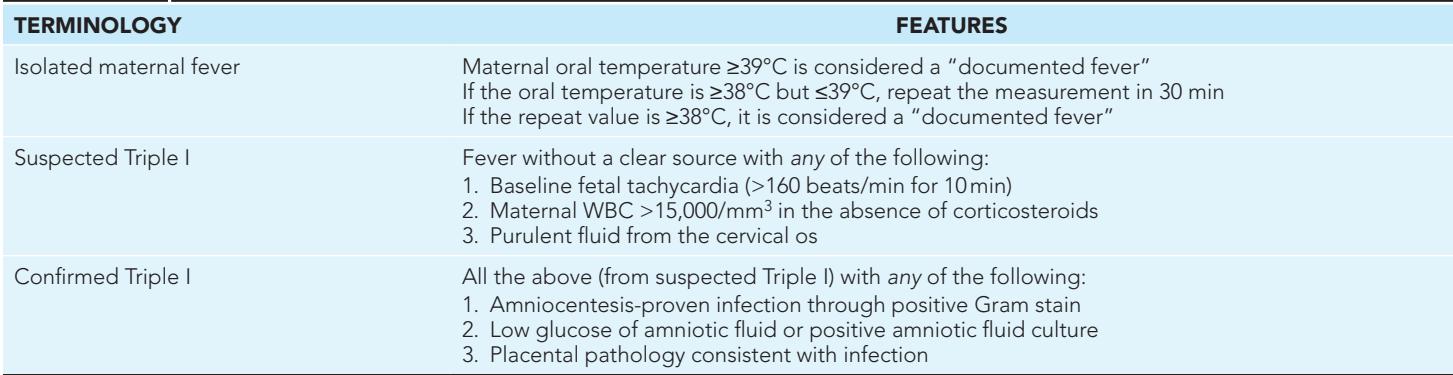 TERMINOLOGY FEATURES
Isolated maternal fever Maternal oral temperature ≥39°C is considered a “documented fever”
If the oral temperature is ≥38°C but ≤39°C, repeat the measurement in 30 min
If the repeat value is ≥38°C, it is considered a “documented fever”
Suspected Triple I Fever without a clear source with any of the following:
1. Baseline fetal tachycardia (>160 beats/min for 10 min)
2. Maternal WBC >15,000/mm³ in the absence of corticosteroids
3. Purulent fluid from the cervical os
Confirmed Triple I All the above (from suspected Triple I) with any of the following:
1. Amniocentesis-proven infection through positive Gram stain
2. Low glucose of amniotic fluid or positive amniotic fluid culture
3. Placental pathology consistent with infection